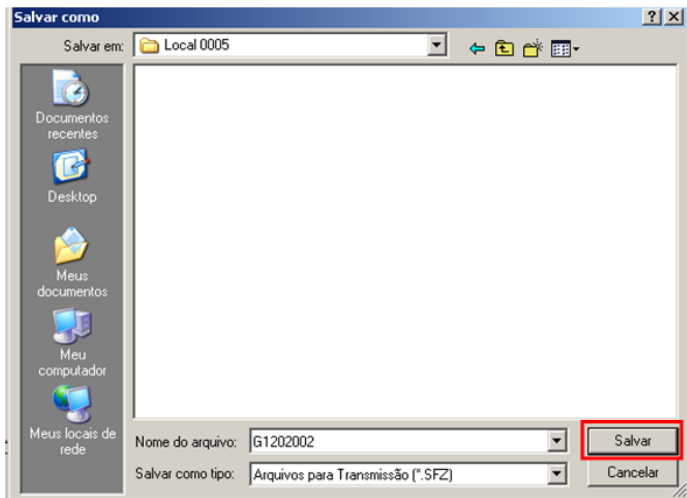 Salvar como
Salvar em: Local 0005
Documentos
recentes
Desktop
Meus
documentos
Meu
computador
Meus locais de
rede
Nome do arquivo: G1202002 Salvar
Salvar como tipo: Arquivos para Transmissão (*.SFZ) Cancelar